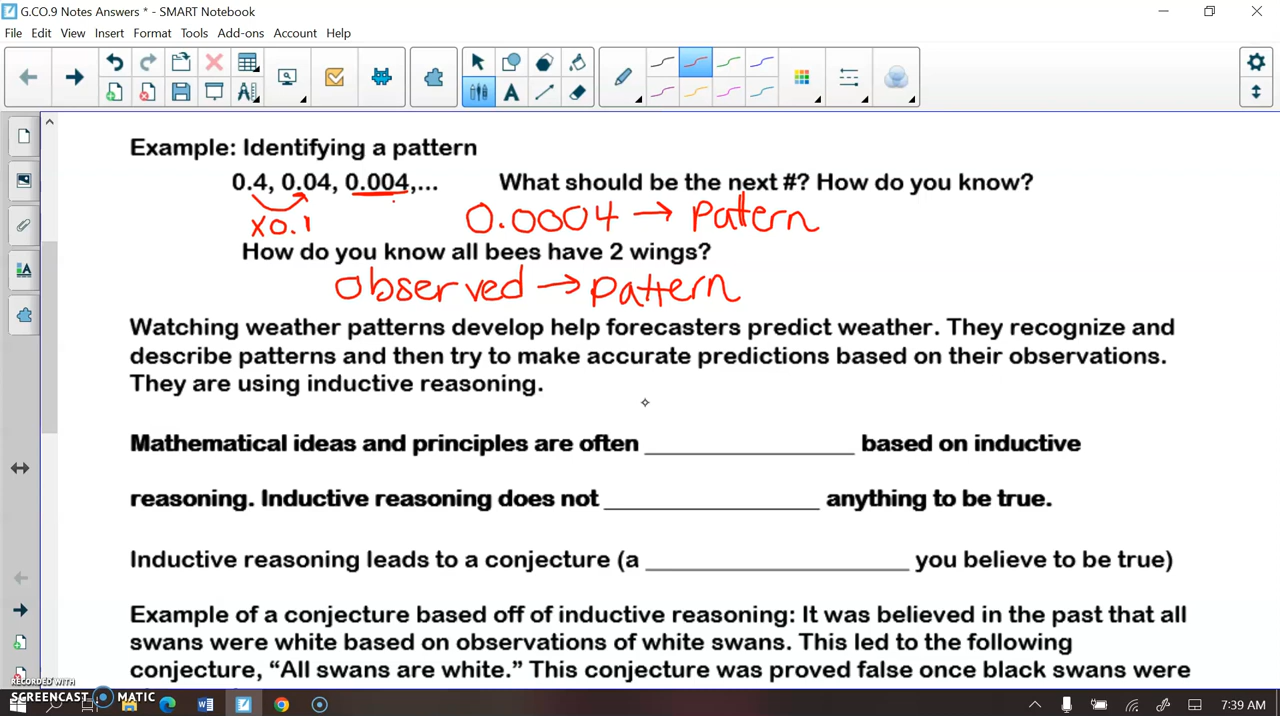 G.CO.9 Notes Answers * - SMART Notebook
File Edit View Insert Format Tools Add-ons Account Help
Example: Identifying a pattern
0.4, 0.04, 0.004,... What should be the next #? How do you know?
x0.1 0.0004 → Patern
How do you know all bees have 2 wings?
Observed → Pattern
Watching weather patterns develop help forecasters predict weather. They recognize and
describe patterns and then try to make accurate predictions based on their observations.
They are using inductive reasoning.
Mathematical ideas and principles are often _______________ based on inductive
reasoning. Inductive reasoning does not _______________ anything to be true.
Inductive reasoning leads to a conjecture (a ___________________ you believe to be true)
Example of a conjecture based off of inductive reasoning: It was believed in the past that all
swans were white based on observations of white swans. This led to the following
conjecture, “All swans are white.” This conjecture was proved false once black swans were
RECORDED WITH
SCREENCAST MATIC
7:39 AM